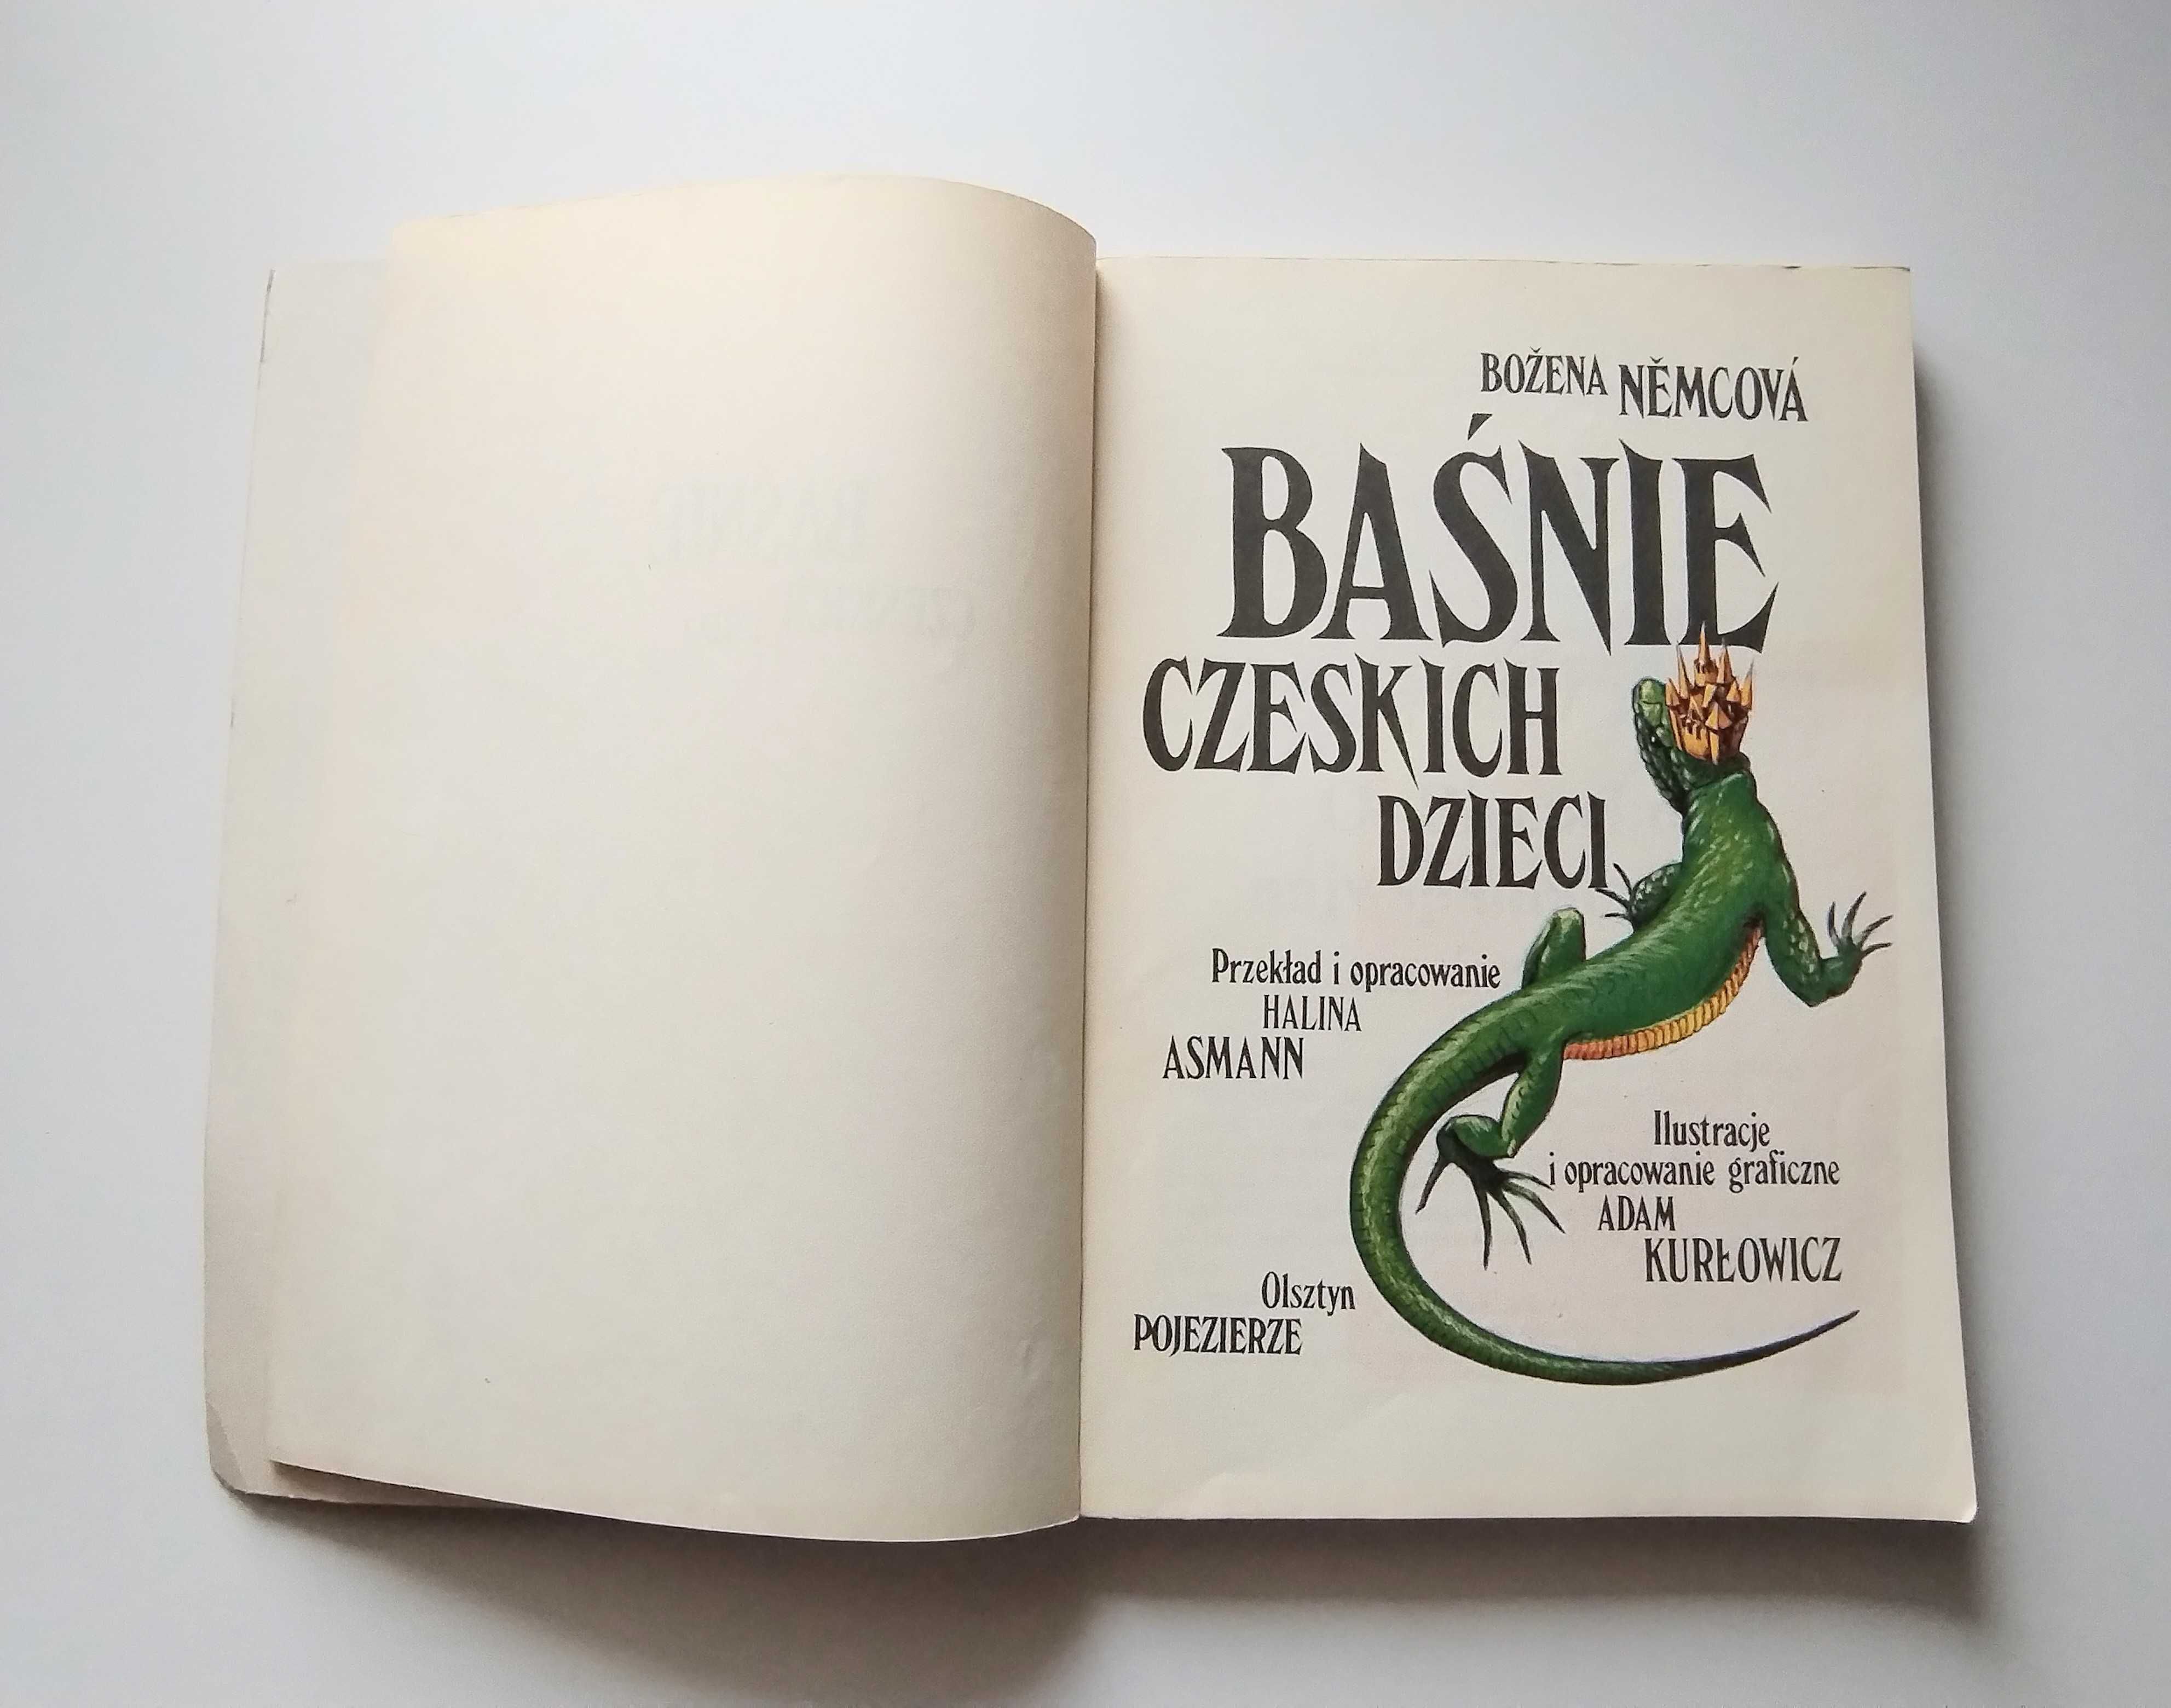 BOŽENA NĚMCOVÁ
BAŚNIE
CZESKICH
DZIECI
Przekład i opracowanie
HALINA
ASMANN
Ilustracje
i opracowanie graficzne
ADAM
KURŁOWICZ
Olsztyn
POJEZIERZE